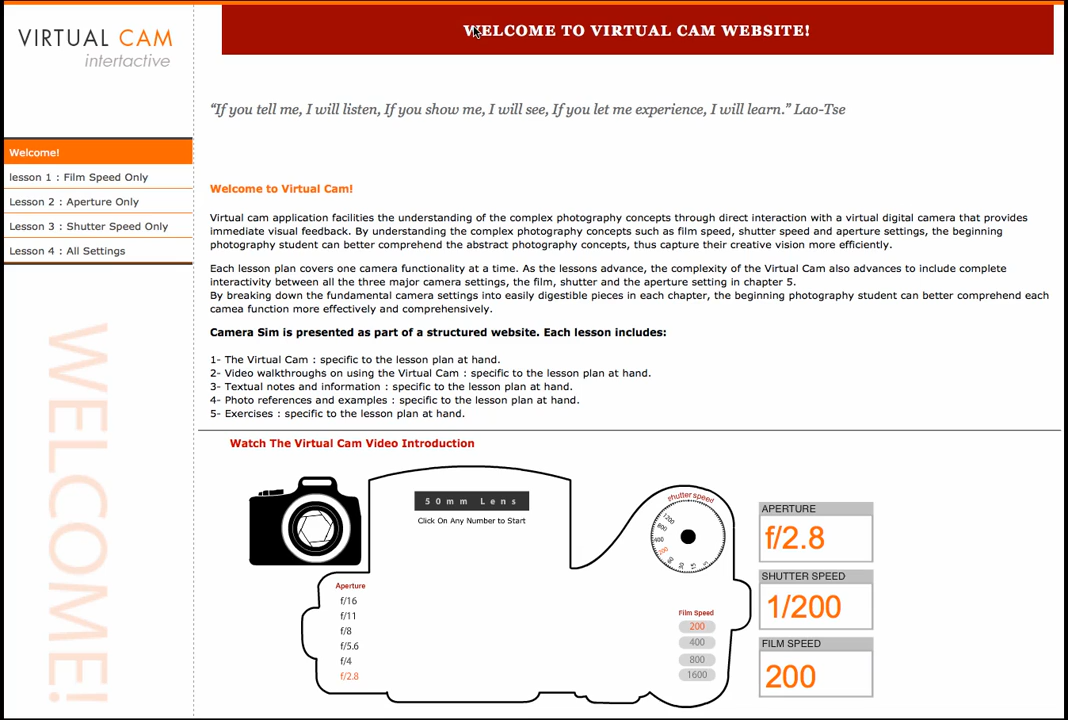 VIRTUAL CAM
intertactive
WELCOME TO VIRTUAL CAM WEBSITE!
“If you tell me, I will listen, If you show me, I will see, If you let me experience, I will learn.” Lao-Tse
Welcome!
lesson 1 : Film Speed Only
Lesson 2 : Aperture Only
Lesson 3 : Shutter Speed Only
Lesson 4 : All Settings
WELCOME!
Welcome to Virtual Cam!
Virtual cam application facilities the understanding of the complex photography concepts through direct interaction with a virtual digital camera that provides
immediate visual feedback. By understanding the complex photography concepts such as film speed, shutter speed and aperture settings, the beginning
photography student can better comprehend the abstract photography concepts, thus capture their creative vision more efficiently.
Each lesson plan covers one camera functionality at a time. As the lessons advance, the complexity of the Virtual Cam also advances to include complete
interactivity between all the three major camera settings, the film, shutter and the aperture setting in chapter 5.
By breaking down the fundamental camera settings into easily digestible pieces in each chapter, the beginning photography student can better comprehend each
camea function more effectively and comprehensively.
Camera Sim is presented as part of a structured website. Each lesson includes:
1- The Virtual Cam : specific to the lesson plan at hand.
2- Video walkthroughs on using the Virtual Cam : specific to the lesson plan at hand.
3- Textual notes and information : specific to the lesson plan at hand.
4- Photo references and examples : specific to the lesson plan at hand.
5- Exercises : specific to the lesson plan at hand.
Watch The Virtual Cam Video Introduction
50mm Lens
Click On Any Number to Start
Aperture
f/16
f/11
f/8
f/5.6
f/4
f/2.8
shutter speed
1200
800
400
200
60
30
15
Film Speed
200
400
800
1600
APERTURE
f/2.8
SHUTTER SPEED
1/200
FILM SPEED
200